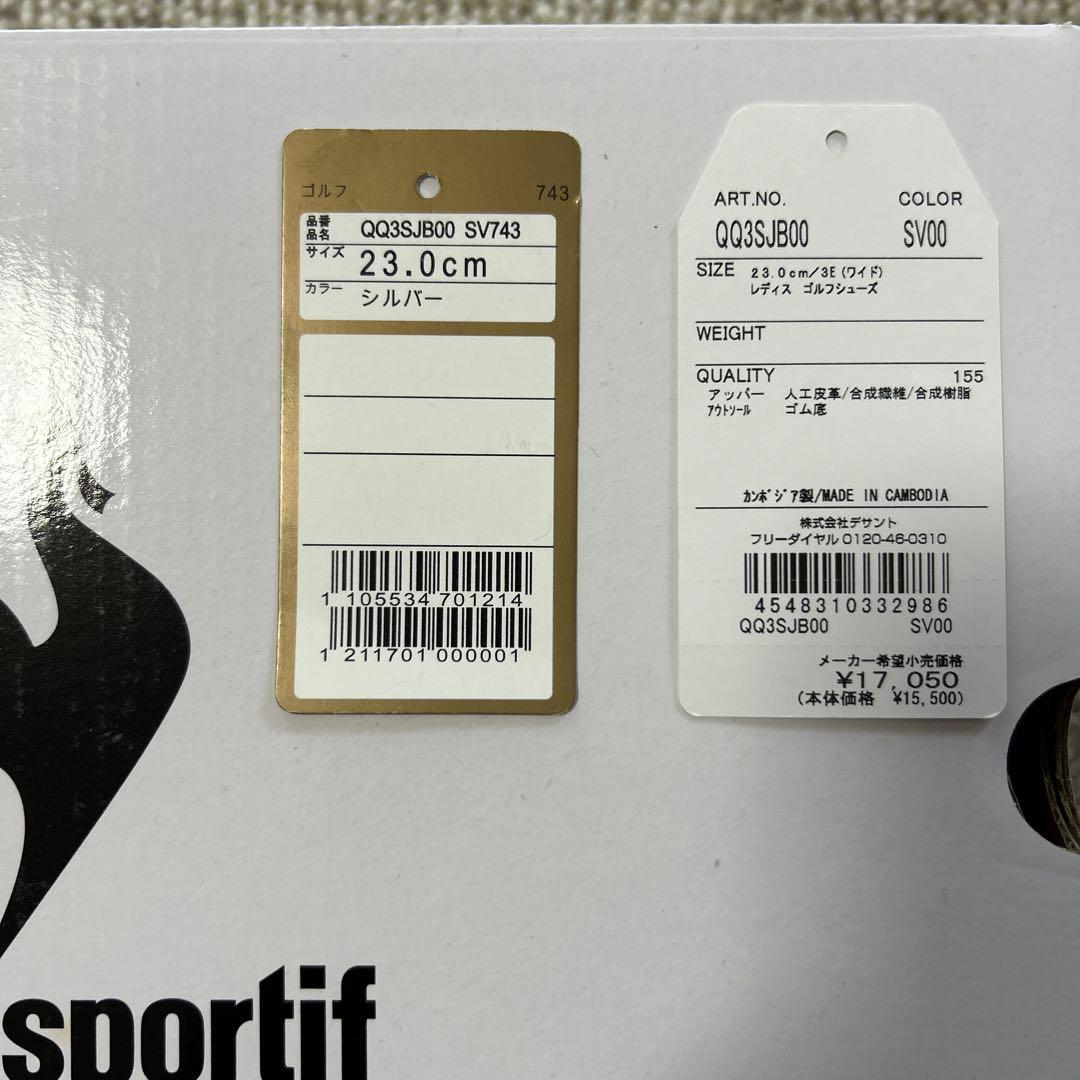 ゴルフ 743
品番
品名 QQ3SJB00 SV743
サイズ 23.0cm
カラー シルバー
1 105534 701214
1 211701 000001
ART.NO. COLOR
QQ3SJB00 SV00
SIZE 23.0cm/3E(ワイド)
レディス ゴルフシューズ
WEIGHT
QUALITY 155
アッパー 人工皮革/合成繊維/合成樹脂
アウトソール ゴム底
カンボジア製/MADE IN CAMBODIA
株式会社デサント
フリーダイヤル 0120-46-0310
4548310332986
QQ3SJB00 SV00
メーカー希望小売価格
¥17,050
(本体価格 ¥15,500)
sportif